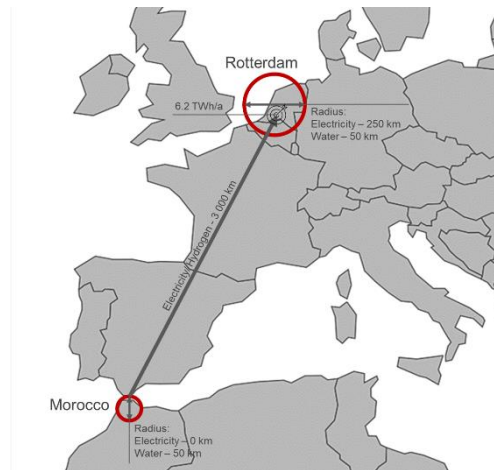 Rotterdam
6.2 TWh/a
Radius:
Electricity – 250 km
Water – 50 km
Electricity/Hydrogen - 3 000 km
Morocco
Radius:
Electricity – 0 km
Water – 50 km